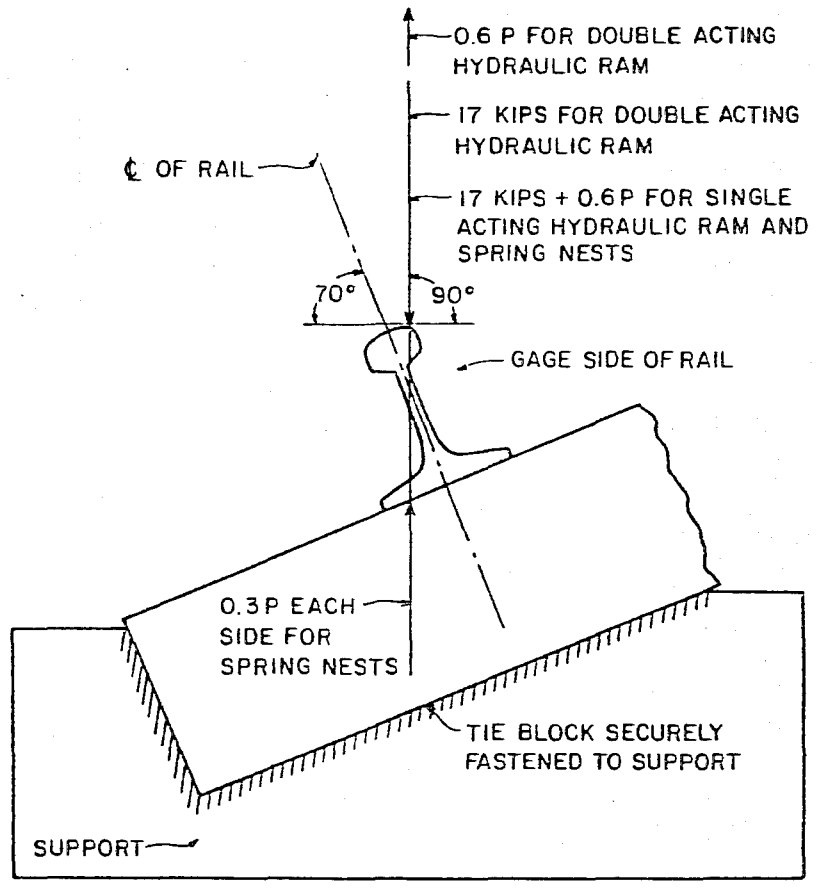 0.6 P FOR DOUBLE ACTING
HYDRAULIC RAM
17 KIPS FOR DOUBLE ACTING
HYDRAULIC RAM
℄ OF RAIL
17 KIPS + 0.6 P FOR SINGLE
ACTING HYDRAULIC RAM AND
SPRING NESTS
70°
90°
GAGE SIDE OF RAIL
0.3 P EACH
SIDE FOR
SPRING NESTS
TIE BLOCK SECURELY
FASTENED TO SUPPORT
SUPPORT